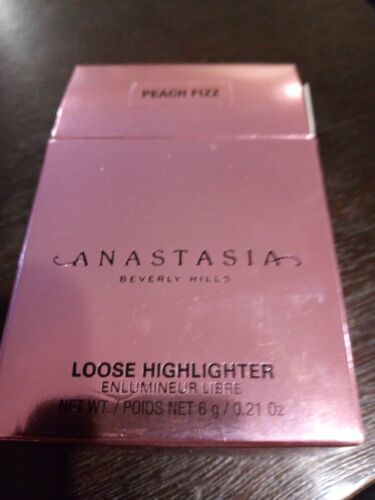 PEACH FIZZ
ANASTASIA
BEVERLY HILLS
LOOSE HIGHLIGHTER
ENLUMINEUR LIBRE
NET WT. / POIDS NET 6 g / 0.21 Oz